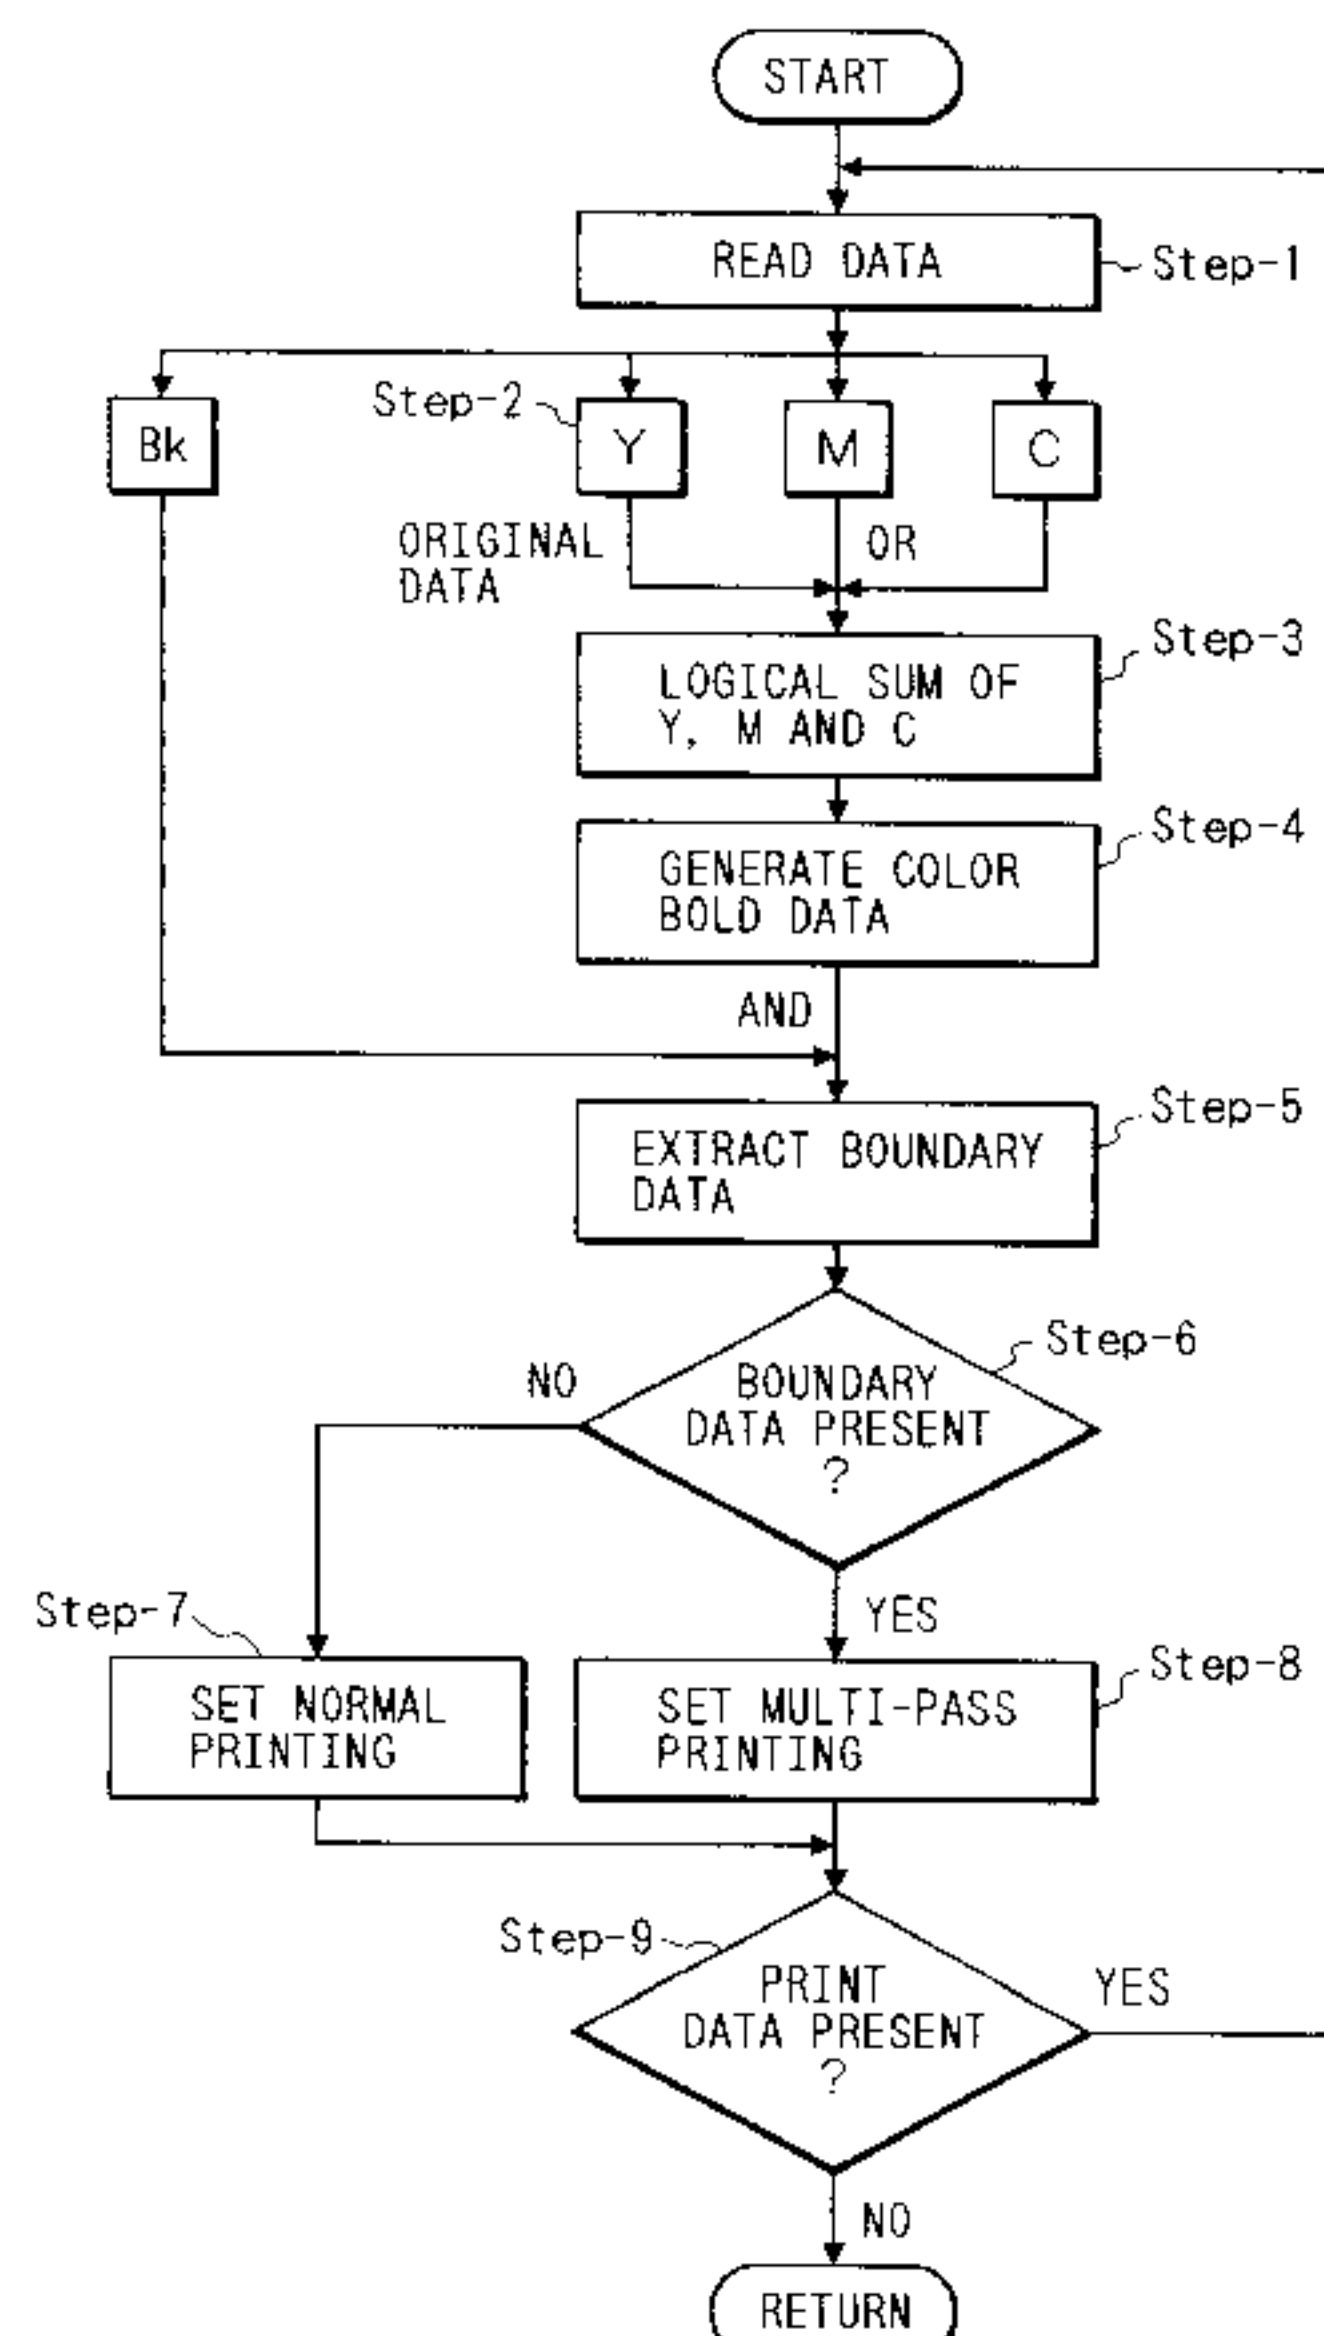 START
READ DATA
Step-1
Step-2
Bk
Y
M
C
ORIGINAL
DATA
OR
Step-3
LOGICAL SUM OF
Y, M AND C
Step-4
GENERATE COLOR
BOLD DATA
AND
Step-5
EXTRACT BOUNDARY
DATA
Step-6
NO
BOUNDARY
DATA PRESENT
?
YES
Step-7
Step-8
SET NORMAL
PRINTING
SET MULTI-PASS
PRINTING
Step-9
PRINT
DATA PRESENT
?
YES
NO
RETURN